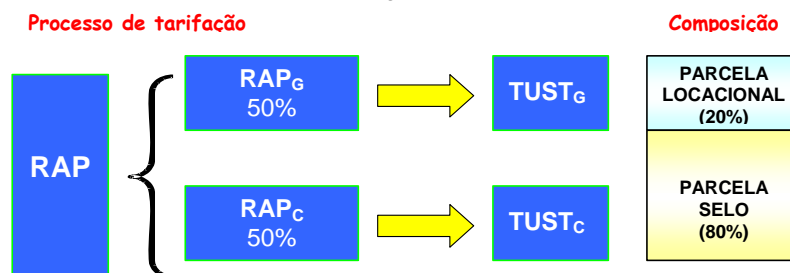 Processo de tarifação
Composição
RAP
RAPG
50%
TUSTG
RAPC
50%
TUSTC
PARCELA
LOCACIONAL
(20%)
PARCELA
SELO
(80%)